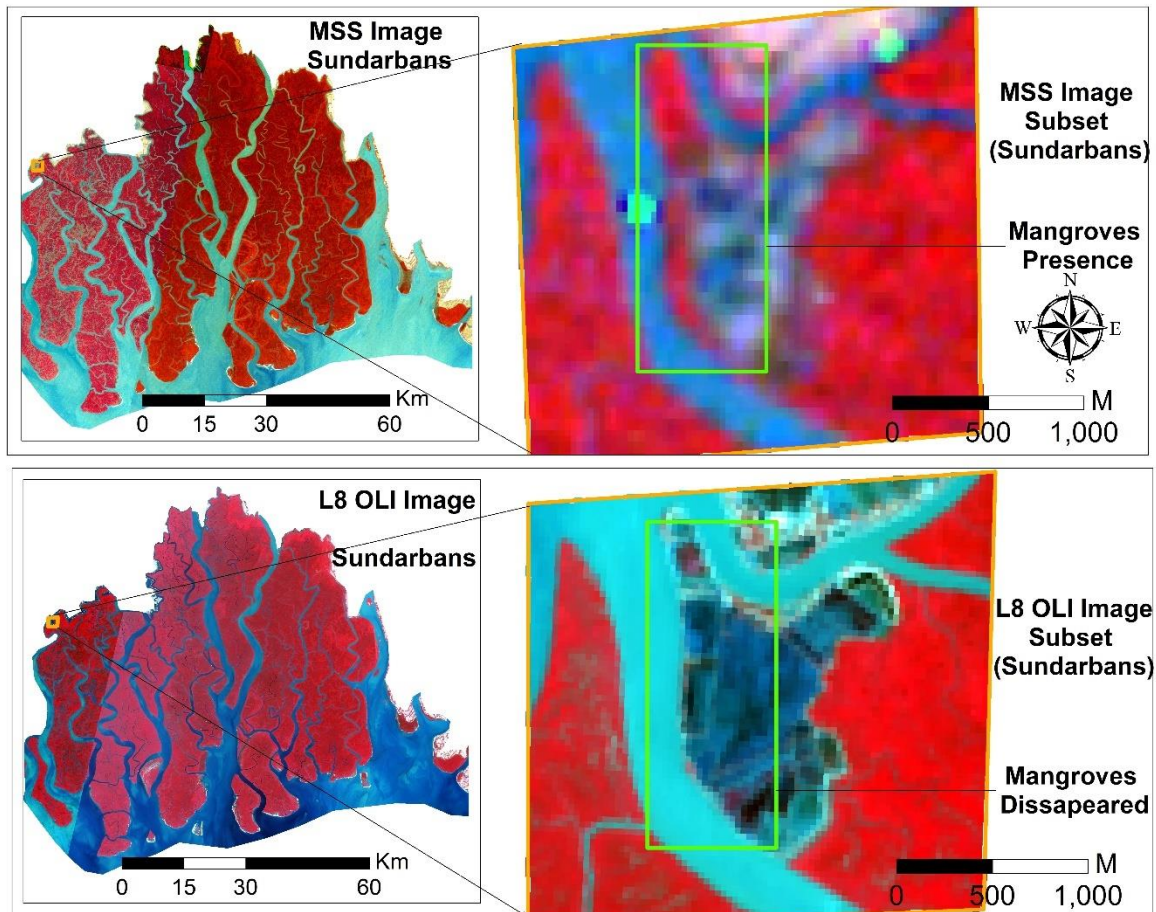 MSS Image
Sundarbans
Km
0 15 30 60
MSS Image
Subset
(Sundarbans)
Mangroves
Presence
N
W E
S
M
0 500 1,000
L8 OLI Image
Sundarbans
Km
0 15 30 60
L8 OLI Image
Subset
(Sundarbans)
Mangroves
Dissapeared
M
0 500 1,000